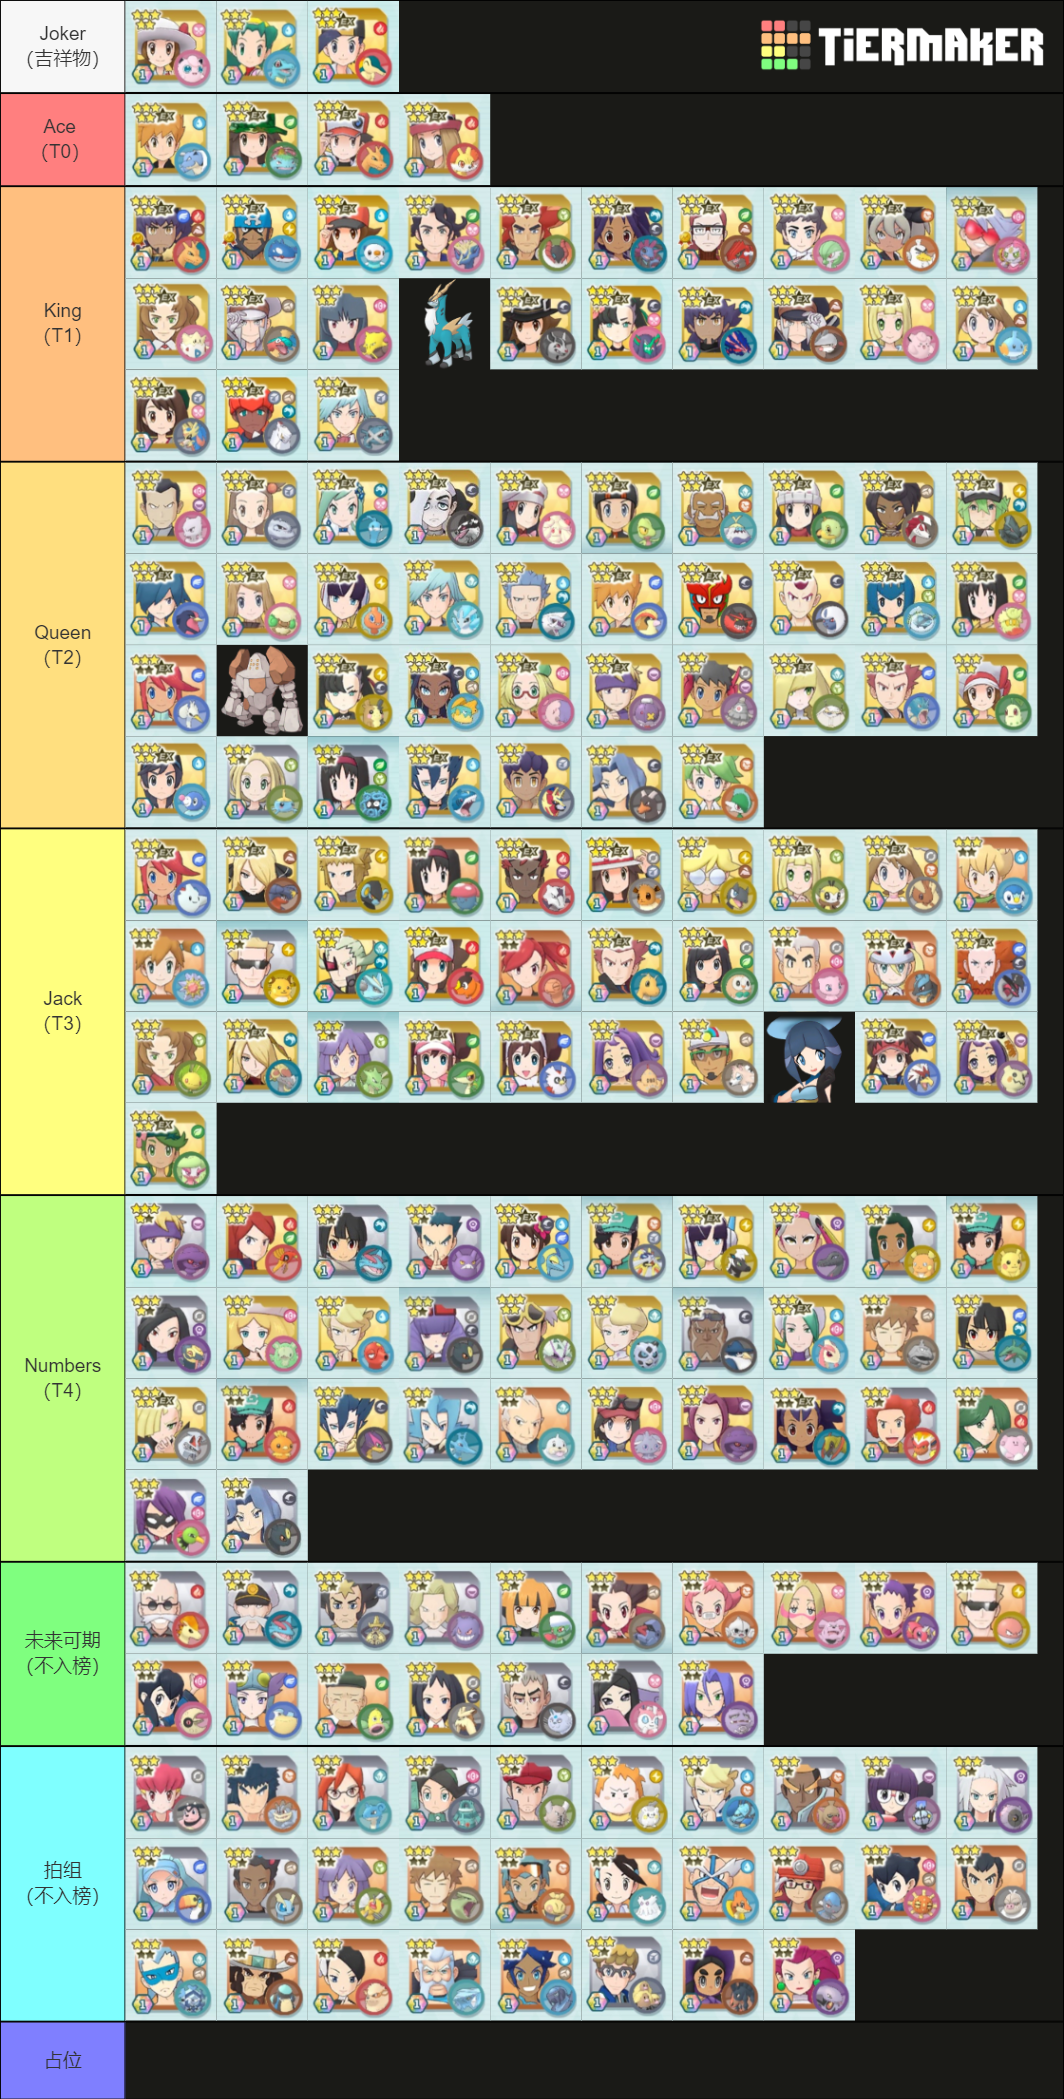 Joker
(吉祥物)
TiERMAKER
Ace
(T0)
King
(T1)
Queen
(T2)
Jack
(T3)
Numbers
(T4)
未来可期
(不入榜)
拍组
(不入榜)
占位